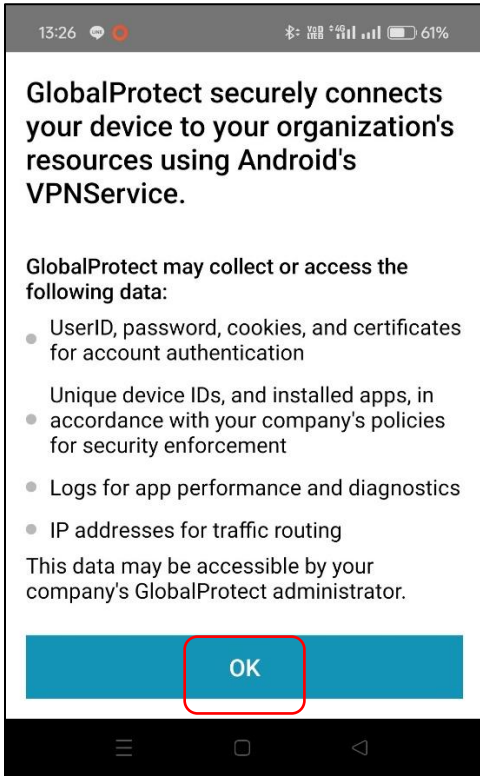 13:26 61%
GlobalProtect securely connects
your device to your organization's
resources using Android's
VPNService.
GlobalProtect may collect or access the
following data:
UserID, password, cookies, and certificates
for account authentication
Unique device IDs, and installed apps, in
accordance with your company's policies
for security enforcement
Logs for app performance and diagnostics
IP addresses for traffic routing
This data may be accessible by your
company's GlobalProtect administrator.
OK